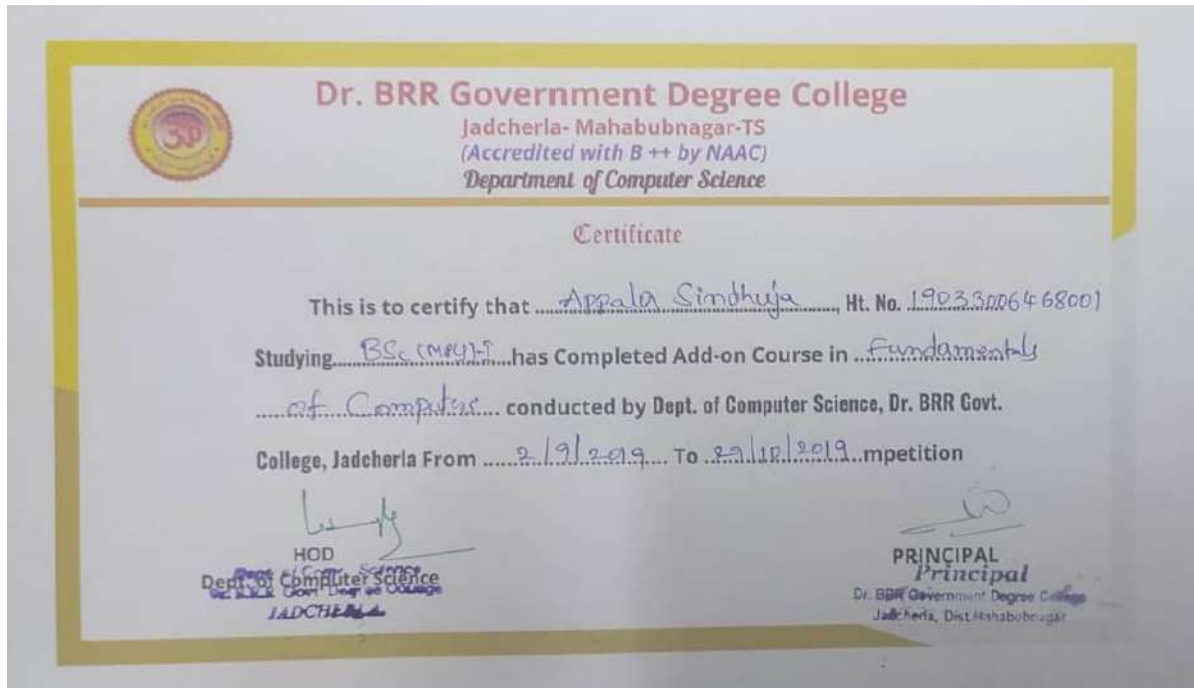 Dr. BRR Government Degree College
Jadcherla- Mahabubnagar-TS
(Accredited with B ++ by NAAC)
Department of Computer Science
Certificate
This is to certify that Appala Sindhuja, Ht. No. 19033006468001
Studying BSc (MPC)-I has Completed Add-on Course in Fundamentals
of Computer conducted by Dept. of Computer Science, Dr. BRR Govt.
College, Jadcherla From 2/9/2019 To 29/10/2019 mpetition
HOD
Dept. of Computer Science
JADCHERLA
PRINCIPAL
Principal
Dr. BRR Government Degree College
Jadcherla, Dist.Mahabubnagar